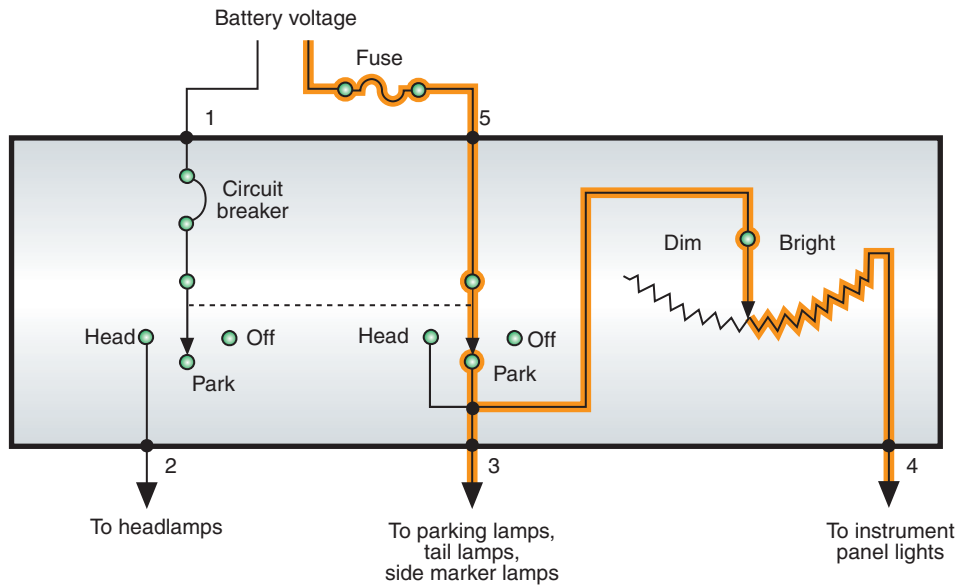 Battery voltage
Fuse
1
5
Circuit
breaker
Dim
Bright
Head
Off
Park
Head
Off
Park
2
3
4
To headlamps
To parking lamps,
tail lamps,
side marker lamps
To instrument
panel lights